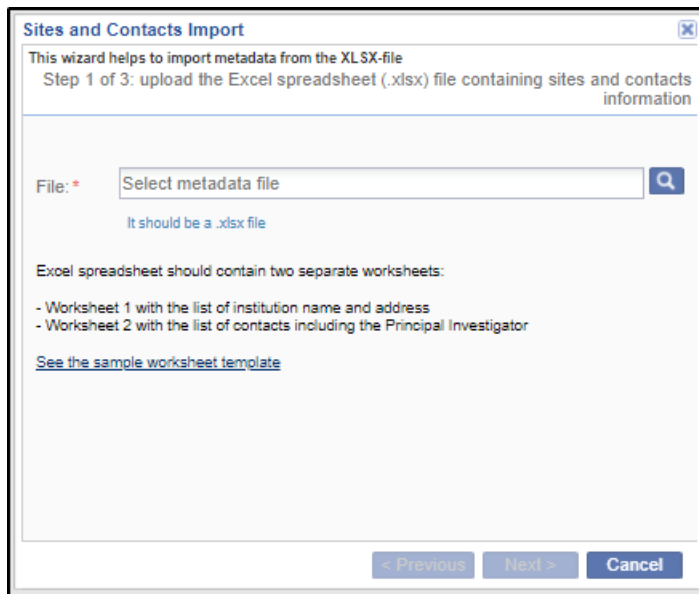 Sites and Contacts Import
This wizard helps to import metadata from the XLSX-file
Step 1 of 3: upload the Excel spreadsheet (.xlsx) file containing sites and contacts
information
File: *
Select metadata file
It should be a .xlsx file
Excel spreadsheet should contain two separate worksheets:
- Worksheet 1 with the list of institution name and address
- Worksheet 2 with the list of contacts including the Principal Investigator
See the sample worksheet template
< Previous
Next >
Cancel